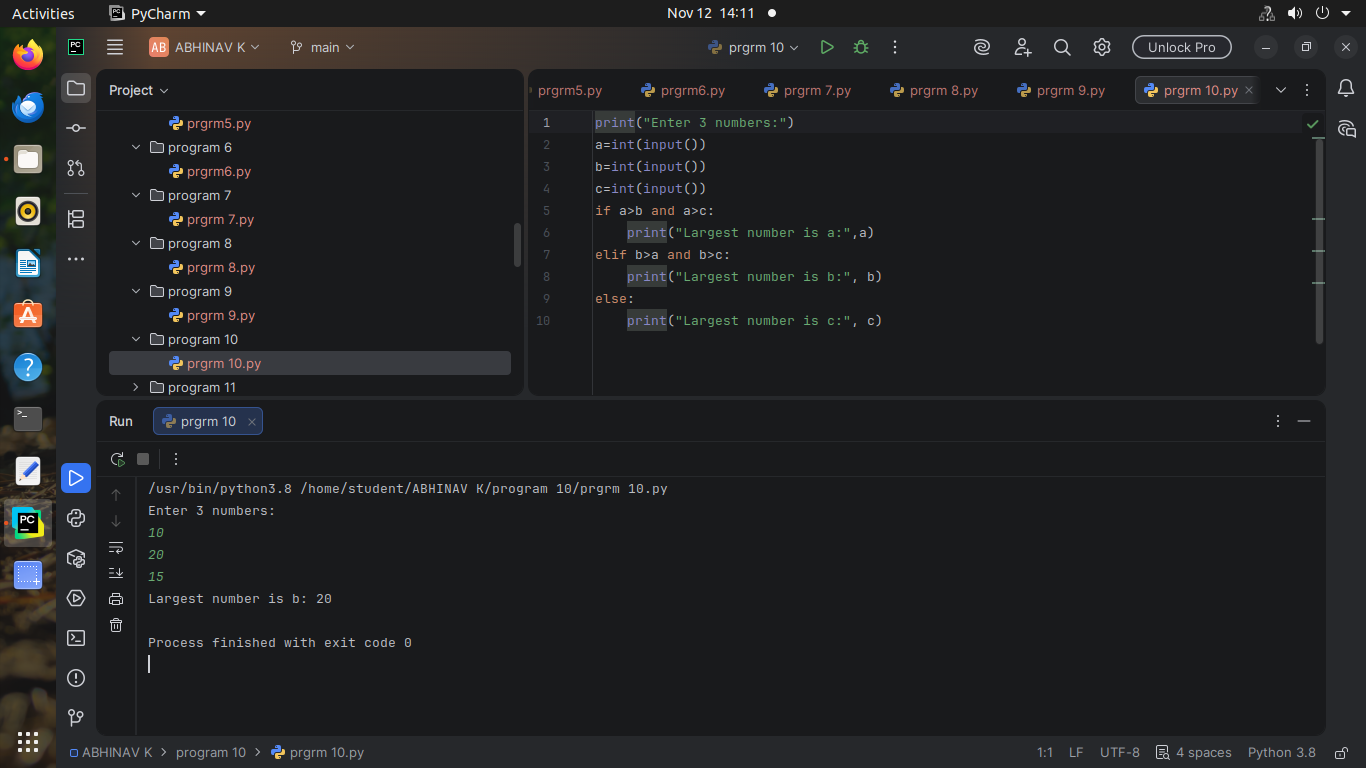 Activities PyCharm Nov 12 14:11
PC AB ABHINAV K main prgrm 10 Unlock Pro
Project
prgrm5.py
program 6
prgrm6.py
program 7
prgrm 7.py
program 8
prgrm 8.py
program 9
prgrm 9.py
program 10
prgrm 10.py
program 11
prgrm5.py prgrm6.py prgrm 7.py prgrm 8.py prgrm 9.py prgrm 10.py
1 print("Enter 3 numbers:")
2 a=int(input())
3 b=int(input())
4 c=int(input())
5 if a>b and a>c:
6     print("Largest number is a:",a)
7 elif b>a and b>c:
8     print("Largest number is b:", b)
9 else:
10     print("Largest number is c:", c)
Run prgrm 10
/usr/bin/python3.8 /home/student/ABHINAV K/program 10/prgrm 10.py
Enter 3 numbers:
10
20
15
Largest number is b: 20
Process finished with exit code 0
PC
ABHINAV K > program 10 > prgrm 10.py 1:1 LF UTF-8 4 spaces Python 3.8